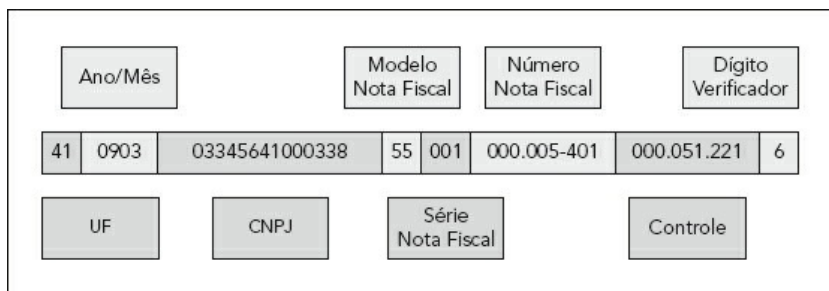 Ano/Mês
Modelo
Nota Fiscal
Número
Nota Fiscal
Dígito
Verificador
41 0903 03345641000338 55 001 000.005-401 000.051.221 6
UF
CNPJ
Série
Nota Fiscal
Controle